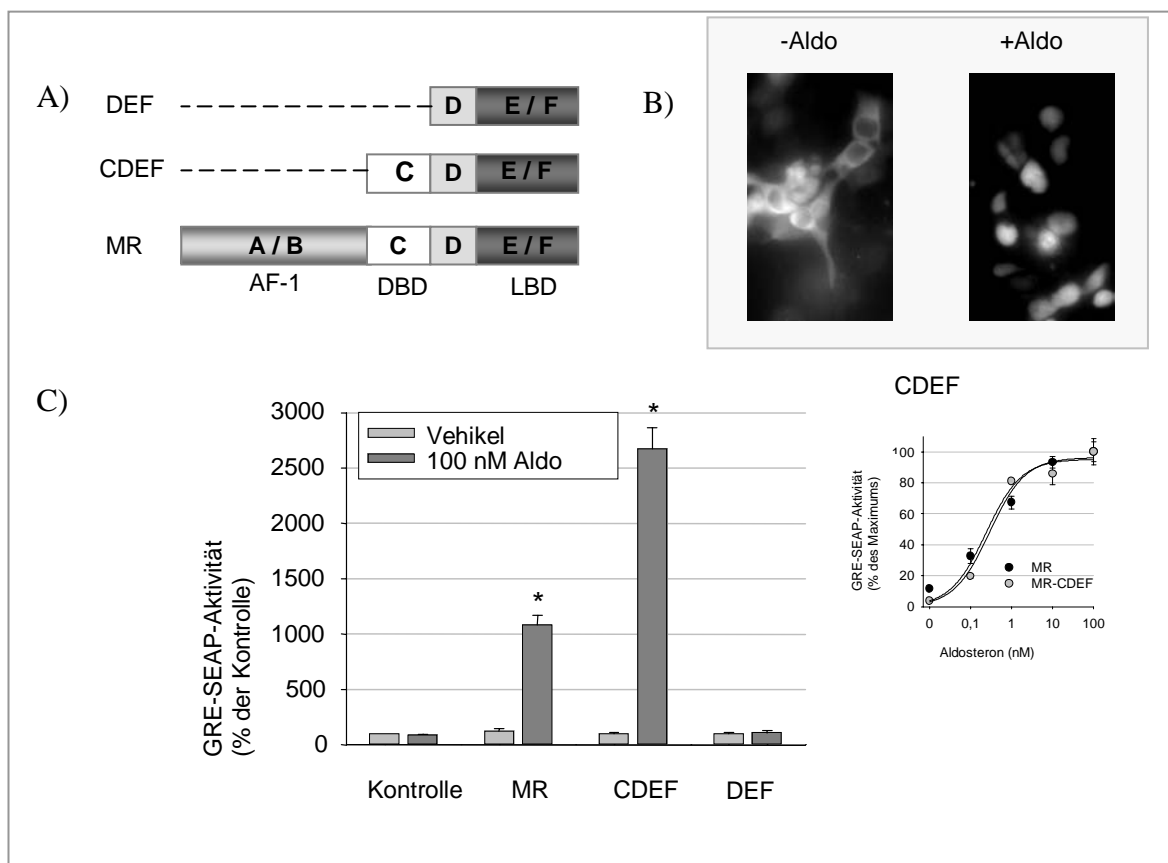 A)
DEF
D
E / F
CDEF
C
D
E / F
MR
A / B
C
D
E / F
AF-1
DBD
LBD
B)
-Aldo
+Aldo
C)
GRE-SEAP-Aktivität
(% der Kontrolle)
3000
2500
2000
1500
1000
500
0
Vehikel
100 nM Aldo
*
*
Kontrolle
MR
CDEF
DEF
CDEF
GRE-SEAP-Aktivität
(% des Maximums)
100
80
60
40
20
0
MR
MR-CDEF
0
0,1
1
10
100
Aldosteron (nM)